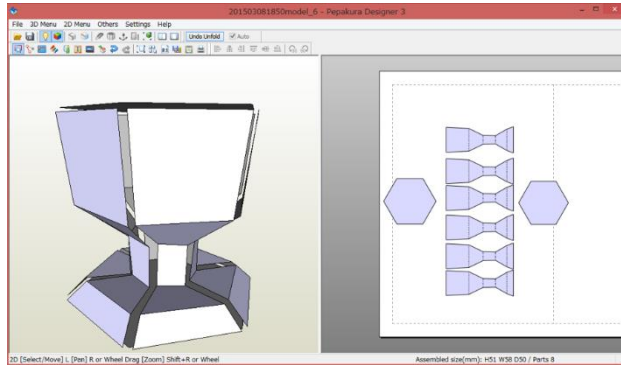 201503081850model_6 - Pepakura Designer 3
File 3D Menu 2D Menu Others Settings Help
Undo Unfold Auto
2D [Select/Move] L [Pan] R or Wheel Drag [Zoom] Shift+R or Wheel
Assembled size(mm): H51 W58 D50 / Parts 8